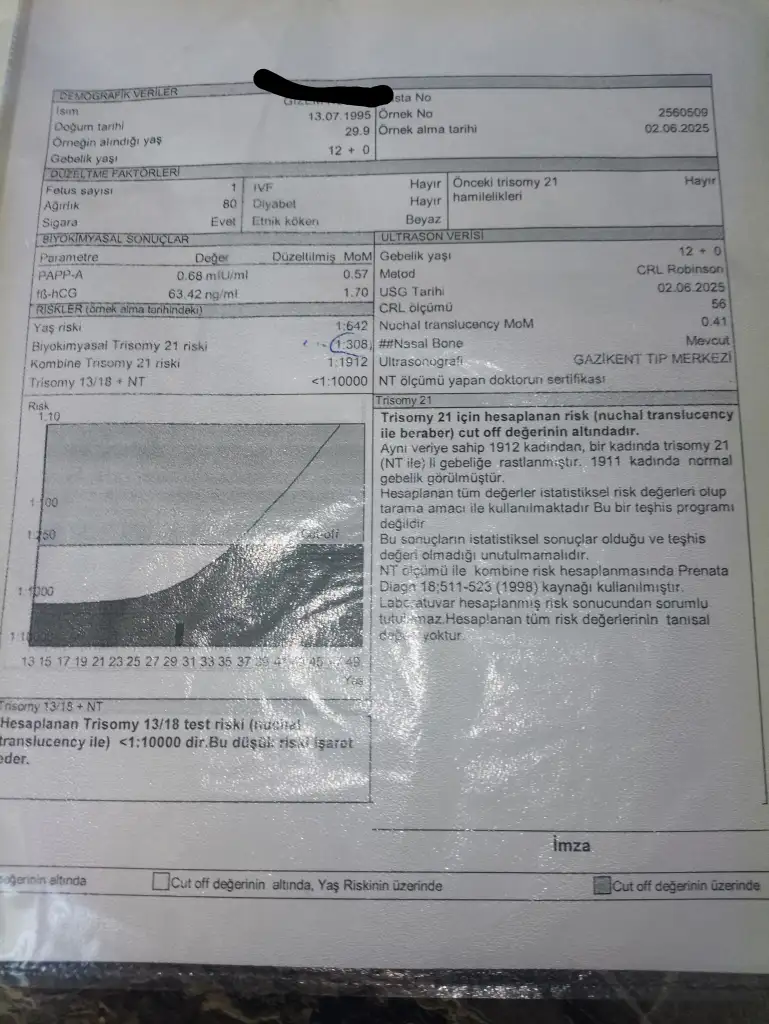 DEMOGRAFİK VERİLER
İsim
Doğum tarihi 13.07.1995
Örneğin alındığı yaş 29.9
Gebelik yaşı 12 + 0
sta No
Örnek No 2560509
Örnek alma tarihi 02.06.2025
DÜZELTME FAKTÖRLERİ
Fetus sayısı 1
Ağırlık 80
Sigara Evet
IVF Hayır
Diyabet Hayır
Etnik köken Beyaz
Önceki trisomy 21 Hayır
hamilelikleri
BİYOKİMYASAL SONUÇLAR
Parametre Değer Düzeltilmiş MoM
PAPP-A 0.68 mIU/ml 0.57
fß-hCG 63.42 ng/ml 1.70
RİSKLER (örnek alma tarihindeki)
Yaş riski 1:642
Biyokimyasal Trisomy 21 riski 1:308
Kombine Trisomy 21 riski 1:1912
Trisomy 13/18 + NT <1:10000
ULTRASON VERİSİ
Gebelik yaşı 12 + 0
Metod CRL Robinson
USG Tarihi 02.06.2025
CRL ölçümü 56
Nuchal translucency MoM 0.41
##Nasal Bone Mevcut
Ultrasonografi GAZİKENT TIP MERKEZİ
NT ölçümü yapan doktorun sertifikası
Risk
1:10
1:100
1:250
Cut-off
1:1000
13 15 17 19 21 23 25 27 29 31 33 35 37 39 45 49
Yaş
Trisomy 21
Trisomy 21 için hesaplanan risk (nuchal translucency
ile beraber) cut off değerinin altındadır.
Aynı veriye sahip 1912 kadından, bir kadında trisomy 21
(NT ile) li gebeliğe rastlanmıştır. 1911 kadında normal
gebelik görülmüştür.
Hesaplanan tüm değerler istatistiksel risk değerleri olup
tarama amacı ile kullanılmaktadır Bu bir teşhis programı
değildir
Bu sonuçların istatistiksel sonuçlar olduğu ve teşhis
değeri olmadığı unutulmamalıdır.
NT ölçümü ile kombine risk hesaplanmasında Prenata
Diagn 18:511-523 (1998) kaynağı kullanılmıştır.
Laboratuvar hesaplanmış risk sonucundan sorumlu
tutulamaz.Hesaplanan tüm risk değerlerinin tanısal
değeri yoktur.
Trisomy 13/18 + NT
Hesaplanan Trisomy 13/18 test riski (nuchal
translucency ile) <1:10000 dir.Bu düşük riski işaret
eder.
İmza
değerinin altında
Cut off değerinin altında, Yaş Riskinin üzerinde
Cut off değerinin üzerinde